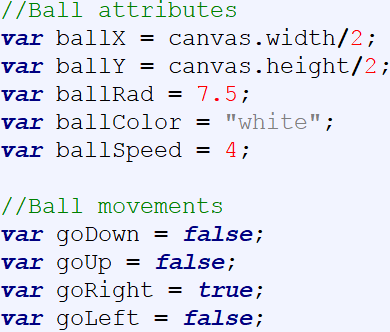 //Ball attributes
var ballX = canvas.width/2;
var ballY = canvas.height/2;
var ballRad = 7.5;
var ballColor = "white";
var ballSpeed = 4;
//Ball movements
var goDown = false;
var goUp = false;
var goRight = true;
var goLeft = false;